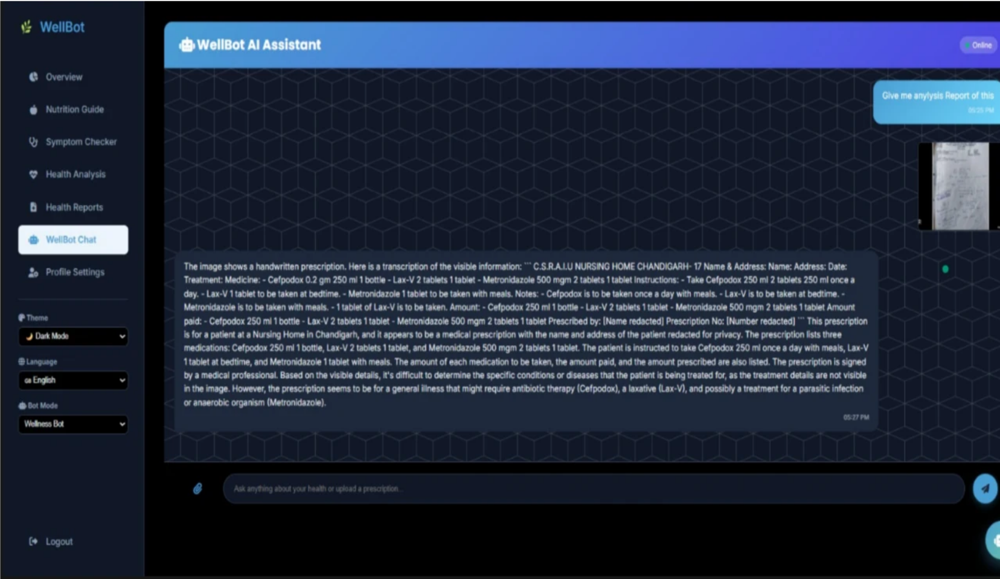 WellBot
WellBot AI Assistant
Online
Overview
Nutrition Guide
Symptom Checker
Health Analysis
Health Reports
WellBot Chat
Profile Settings
Theme
Dark Mode
Language
GB English
Bot Mode
Wellness Bot
Logout
Give me anylysis Report of this
05:25 PM
The image shows a handwritten prescription. Here is a transcription of the visible information: ``` C.S.R.A.I.U NURSING HOME CHANDIGARH- 17 Name & Address: Name: Address: Date:
Treatment: Medicine: - Cefpodox 0.2 gm 250 ml 1 bottle - Lax-V 2 tablets 1 tablet - Metronidazole 500 mgm 2 tablets 1 tablet Instructions: - Take Cefpodox 250 ml 2 tablets 250 ml once a
day. - Lax-V 1 tablet to be taken at bedtime. - Metronidazole 1 tablet to be taken with meals. Notes: - Cefpodox is to be taken once a day with meals. - Lax-V is to be taken at bedtime. -
Metronidazole is to be taken with meals. - 1 tablet of Lax-V is to be taken. Amount: - Cefpodox 250 ml 1 bottle - Lax-V 2 tablets 1 tablet - Metronidazole 500 mgm 2 tablets 1 tablet Amount
paid: - Cefpodox 250 ml 1 bottle - Lax-V 2 tablets 1 tablet - Metronidazole 500 mgm 2 tablets 1 tablet Prescribed by: [Name redacted] Prescription No: [Number redacted] ``` This prescription
is for a patient at a Nursing Home in Chandigarh, and it appears to be a medical prescription with the name and address of the patient redacted for privacy. The prescription lists three
medications: Cefpodox 250 ml 1 bottle, Lax-V 2 tablets 1 tablet, and Metronidazole 500 mgm 2 tablets 1 tablet. The patient is instructed to take Cefpodox 250 ml once a day with meals, Lax-V
1 tablet at bedtime, and Metronidazole 1 tablet with meals. The amount of each medication to be taken, the amount paid, and the amount prescribed are also listed. The prescription is signed
by a medical professional. Based on the visible details, it's difficult to determine the specific conditions or diseases that the patient is being treated for, as the treatment details are not visible
in the image. However, the prescription seems to be for a general illness that might require antibiotic therapy (Cefpodox), a laxative (Lax-V), and possibly a treatment for a parasitic infection
or anaerobic organism (Metronidazole).
05:27 PM
Ask anything about your health or upload a prescription...